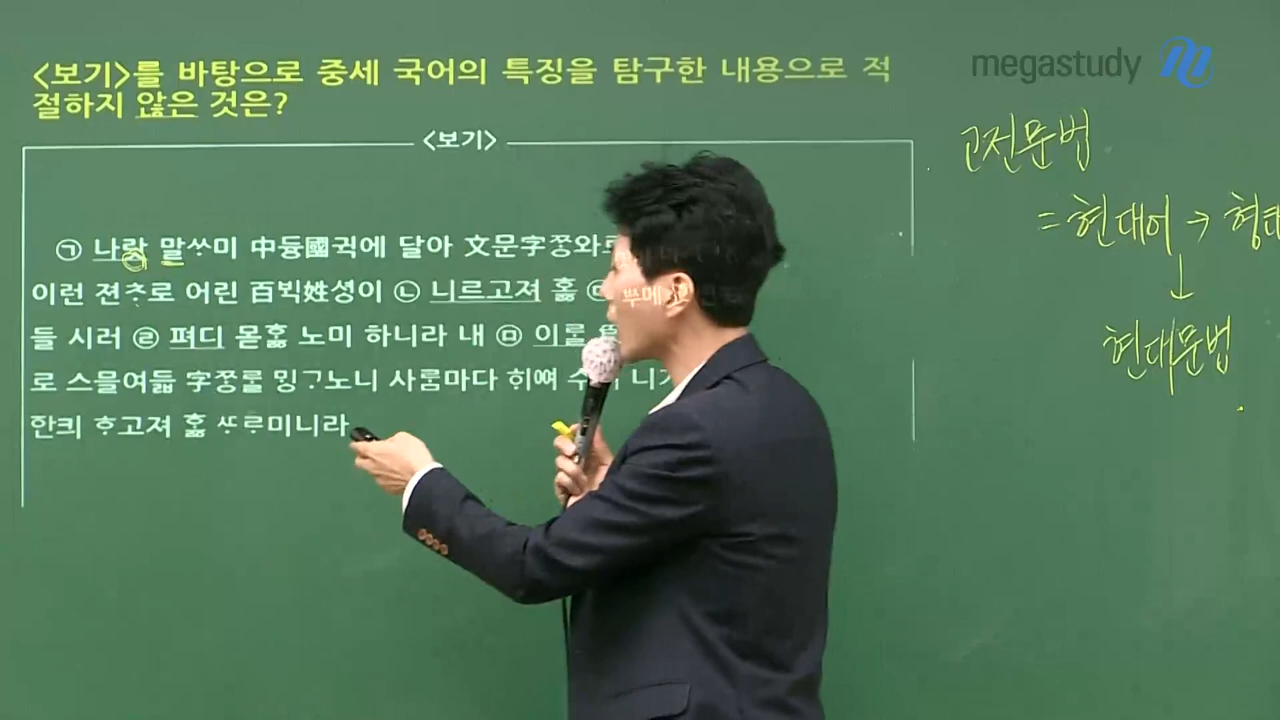 megastudy
<보기>를 바탕으로 중세 국어의 특징을 탐구한 내용으로 적
절하지 않은 것은?
<보기>
㉠ 나랏 말ᄊᆞ미 中듕國귁에 달아 文문字ᄍᆞᆼ와로
이런 젼ᄎᆞ로 어린 百ᄇᆡᆨ姓셩이 ㉡ 니르고져 홇 ㉢ ᄠᅮ메
들 시러 ㉣ 펴디 몯홇 노미 하니라 내 ㉤ 이ᄅᆞᆯ
로 스믈여듧 字ᄍᆞᆼᄅᆞᆯ ᄆᆡᇰᄀᆞ노니 사ᄅᆞᆷ마다 ᄒᆡᅇᅧ 수
한킈 ᄒᆞ고져 홇 ᄯᆞᄅᆞ미니라
고전문법
= 현대어 → 형태
↓
현대문법